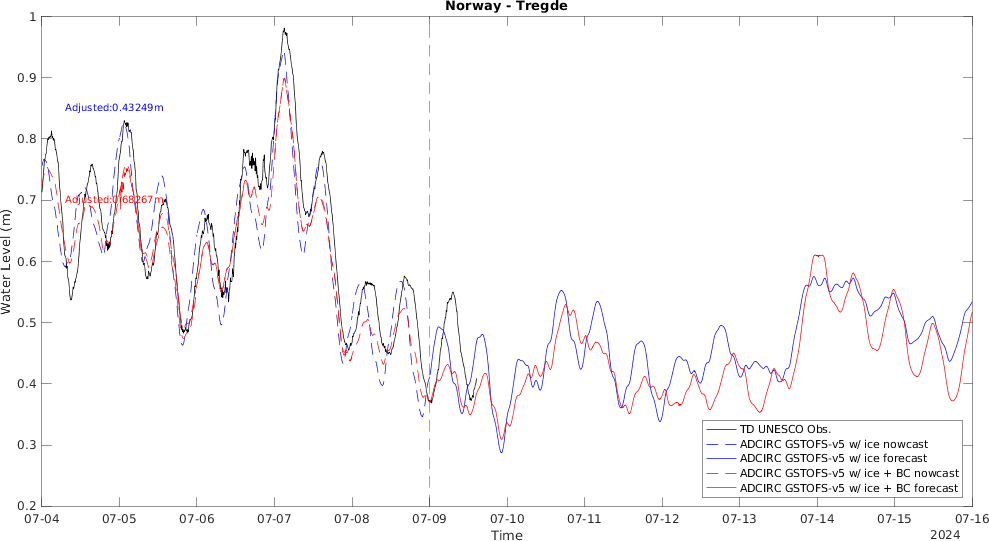 Norway - Tregde
1
0.9
0.8
0.7
0.6
0.5
0.4
0.3
0.2
Water Level (m)
Adjusted:0.43249m
Adjusted:0.68267m
TD UNESCO Obs.
ADCIRC GSTOFS-v5 w/ ice nowcast
ADCIRC GSTOFS-v5 w/ ice forecast
ADCIRC GSTOFS-v5 w/ ice + BC nowcast
ADCIRC GSTOFS-v5 w/ ice + BC forecast
07-04 07-05 07-06 07-07 07-08 07-09 07-10 07-11 07-12 07-13 07-14 07-15 07-16
Time
2024